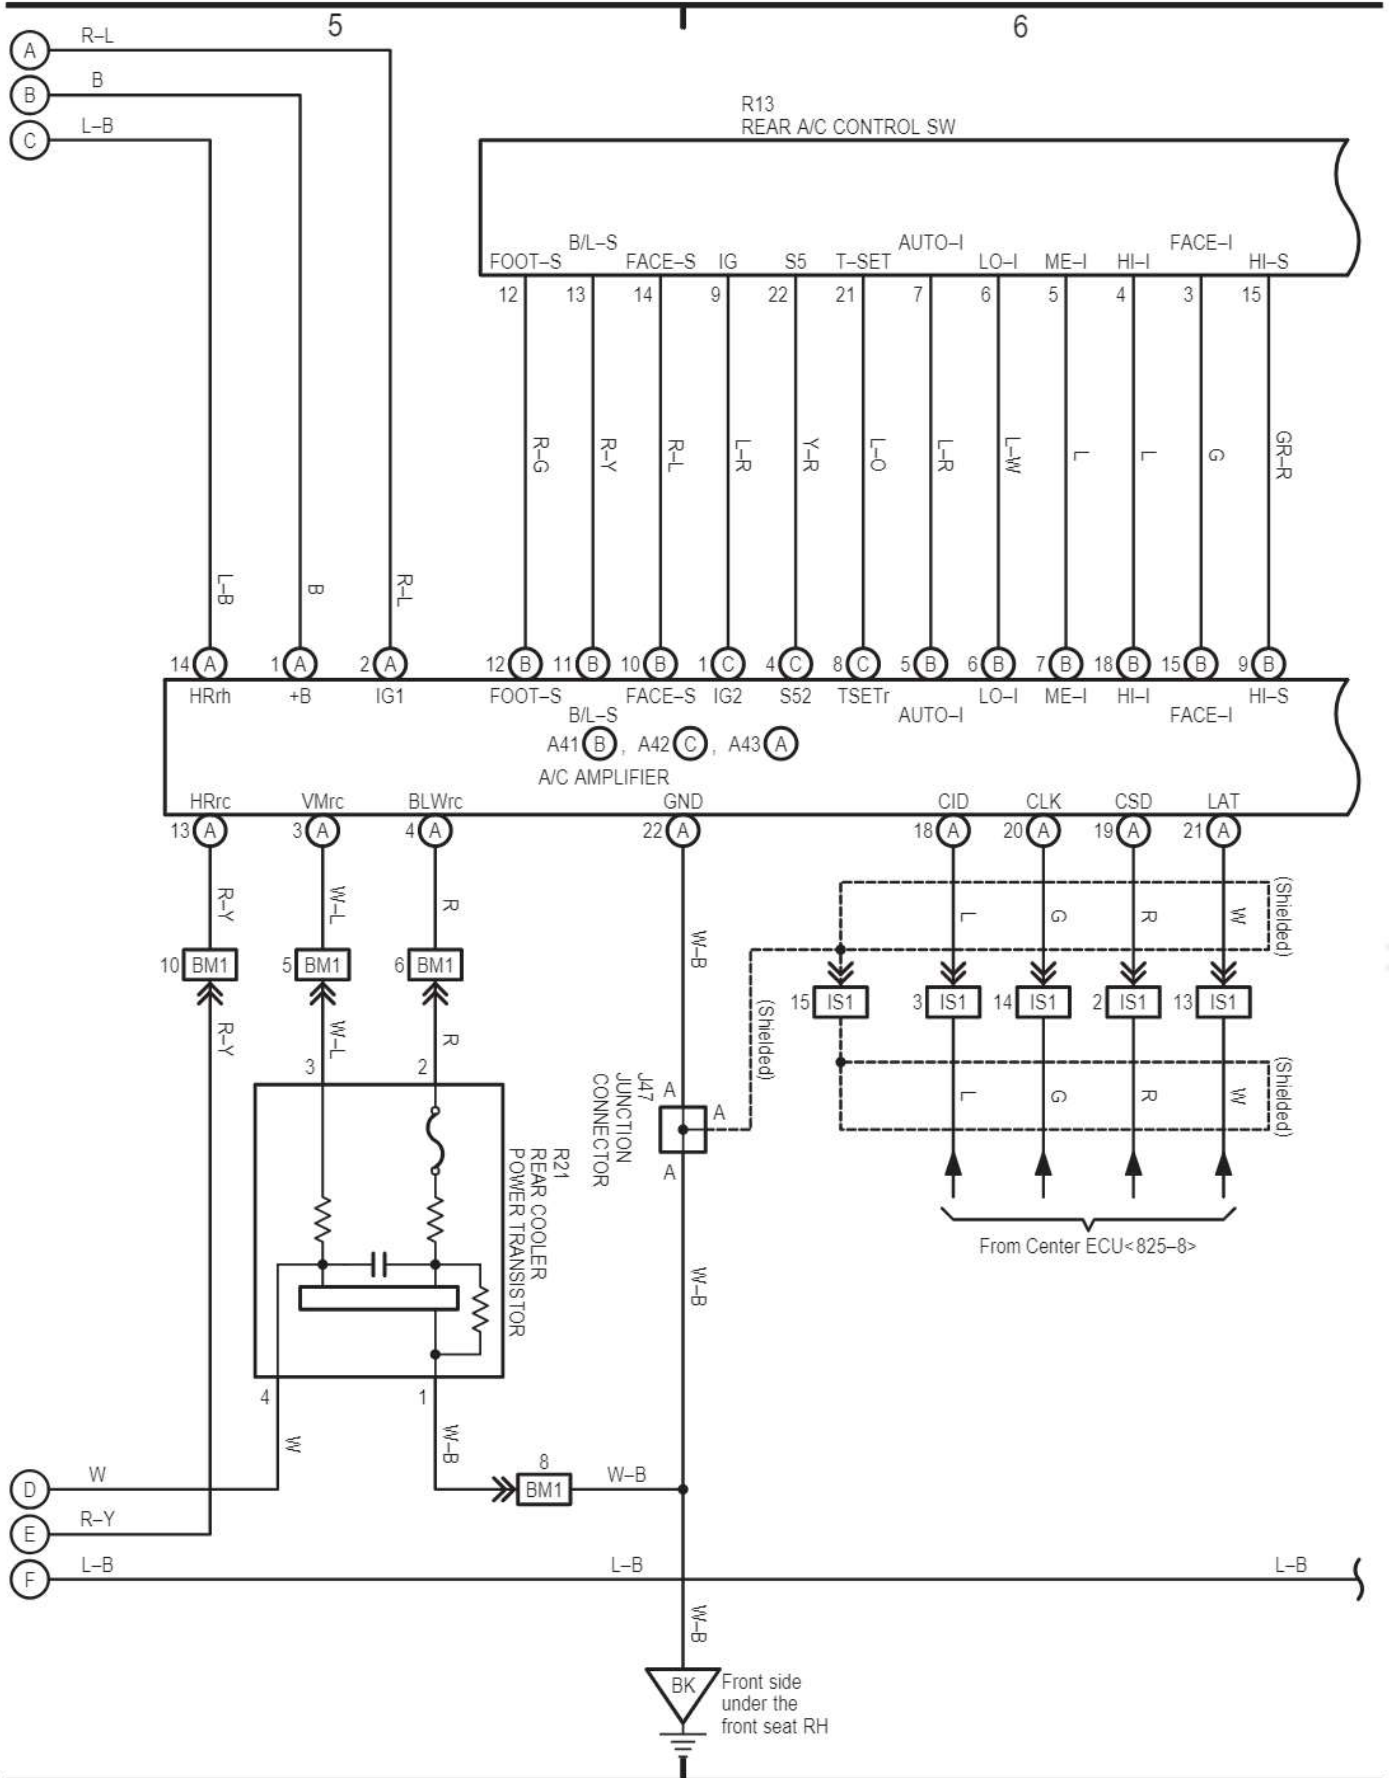 5
6
A R–L
B B
C L–B
R13
REAR A/C CONTROL SW
B/L–S AUTO–I FACE–I
FOOT–S FACE–S IG S5 T–SET LO–I ME–I HI–I HI–S
12 13 14 9 22 21 7 6 5 4 3 15
R–G R–Y R–L L–R Y–R L–O L–R L–W L L G GR–R
L–B B R–L
14 A 1 A 2 A 12 B 11 B 10 B 1 C 4 C 8 C 5 B 6 B 7 B 18 B 15 B 9 B
HRrh +B IG1 FOOT–S FACE–S IG2 S52 TSETr LO–I ME–I HI–I HI–S
B/L–S AUTO–I FACE–I
A41 B , A42 C , A43 A
A/C AMPLIFIER
HRrc VMrc BLWrc GND CID CLK CSD LAT
13 A 3 A 4 A 22 A 18 A 20 A 19 A 21 A
R–Y W–L R W–B L G R W (Shielded)
10 BM1 5 BM1 6 BM1
15 IS1 3 IS1 14 IS1 2 IS1 13 IS1
R–Y W–L R (Shielded)
3 2
J47
JUNCTION
CONNECTOR
A
A
A
L G R W (Shielded)
R21
REAR COOLER
POWER TRANSISTOR
From Center ECU<825–8>
W–B
4 1
W W–B
D W
8
BM1 W–B
E R–Y
F L–B L–B L–B
W–B
BK
Front side
under the
front seat RH